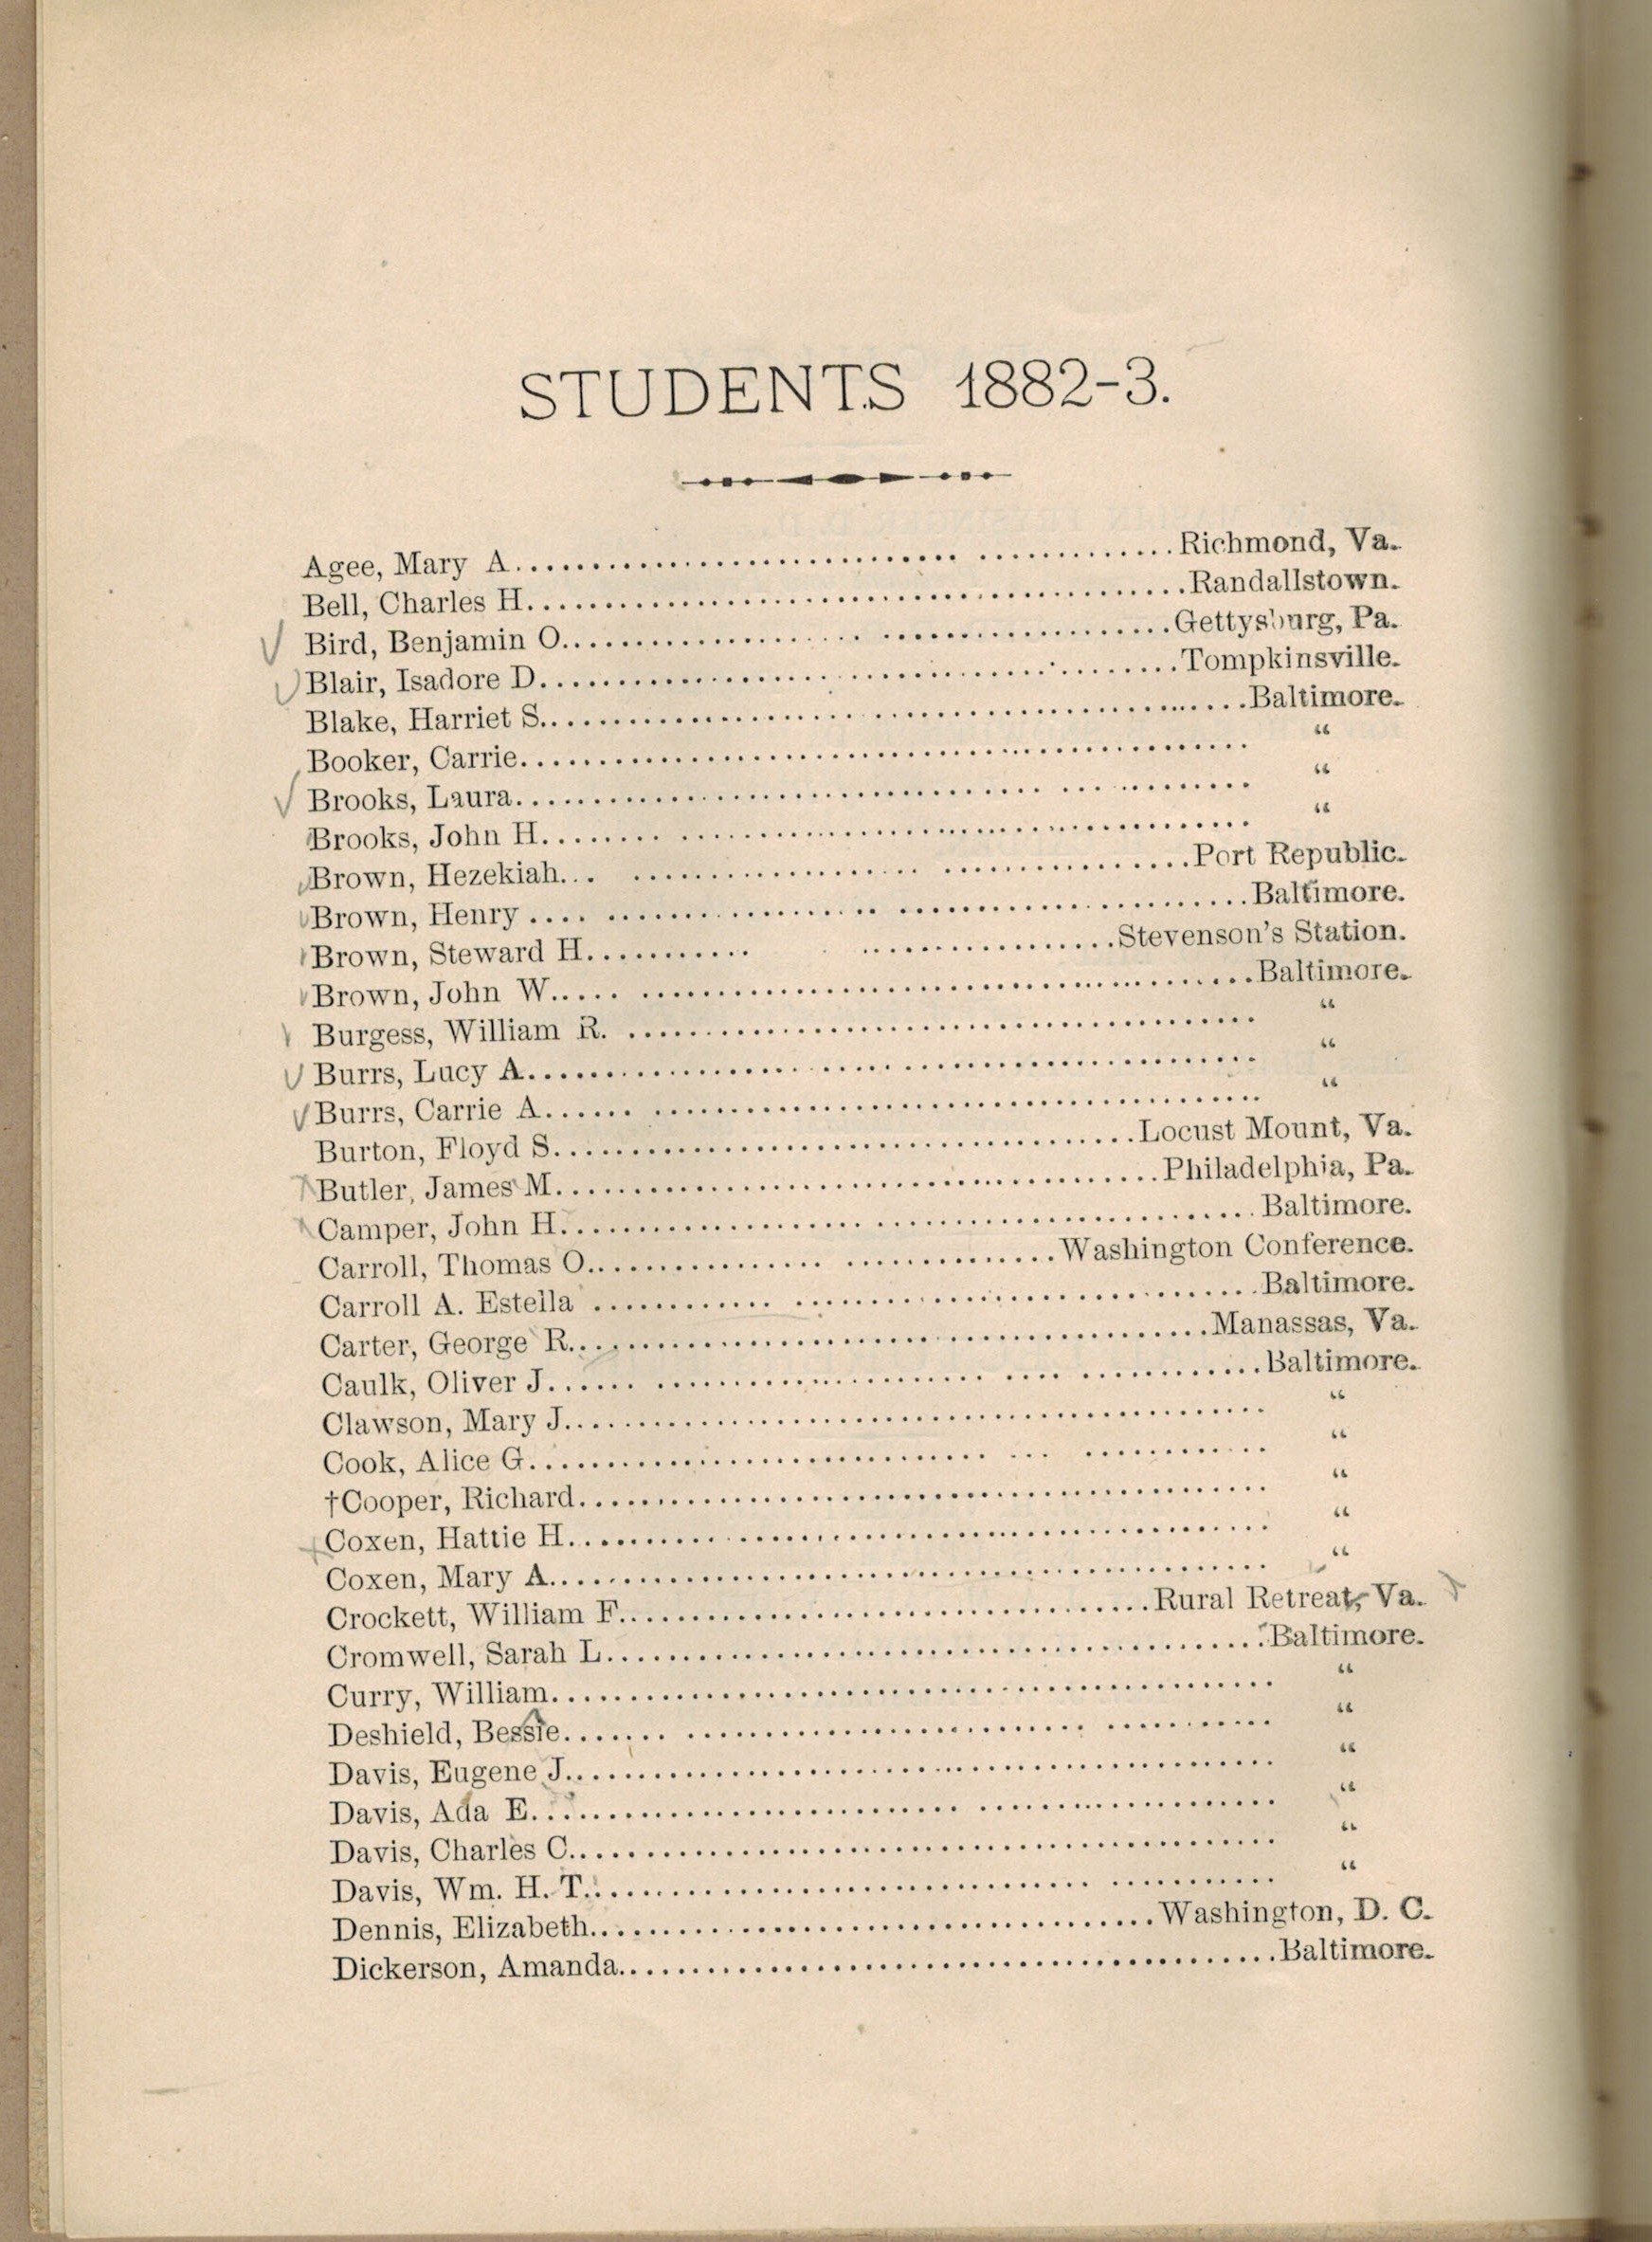 STUDENTS 1882-3.
Agee, Mary A. Richmond, Va.
Bell, Charles H. Randallstown.
Bird, Benjamin O. Gettysburg, Pa.
Blair, Isadore D. Tompkinsville.
Blake, Harriet S. Baltimore.
Booker, Carrie. “
Brooks, Laura. “
Brooks, John H. “
Brown, Hezekiah. Port Republic.
Brown, Henry Baltimore.
Brown, Steward H. Stevenson's Station.
Brown, John W. Baltimore.
Burgess, William R. “
Burrs, Lucy A. “
Burrs, Carrie A. “
Burton, Floyd S. Locust Mount, Va.
Butler, James M. Philadelphia, Pa.
Camper, John H. Baltimore.
Carroll, Thomas O. Washington Conference.
Carroll A. Estella Baltimore.
Carter, George R. Manassas, Va.
Caulk, Oliver J. Baltimore.
Clawson, Mary J. “
Cook, Alice G. “
†Cooper, Richard. “
Coxen, Hattie H. “
Coxen, Mary A. “
Crockett, William F. Rural Retreat, Va.
Cromwell, Sarah L. Baltimore.
Curry, William. “
Deshield, Bessie. “
Davis, Eugene J. “
Davis, Ada E. “
Davis, Charles C. “
Davis, Wm. H. T. “
Dennis, Elizabeth. Washington, D. C.
Dickerson, Amanda. Baltimore.